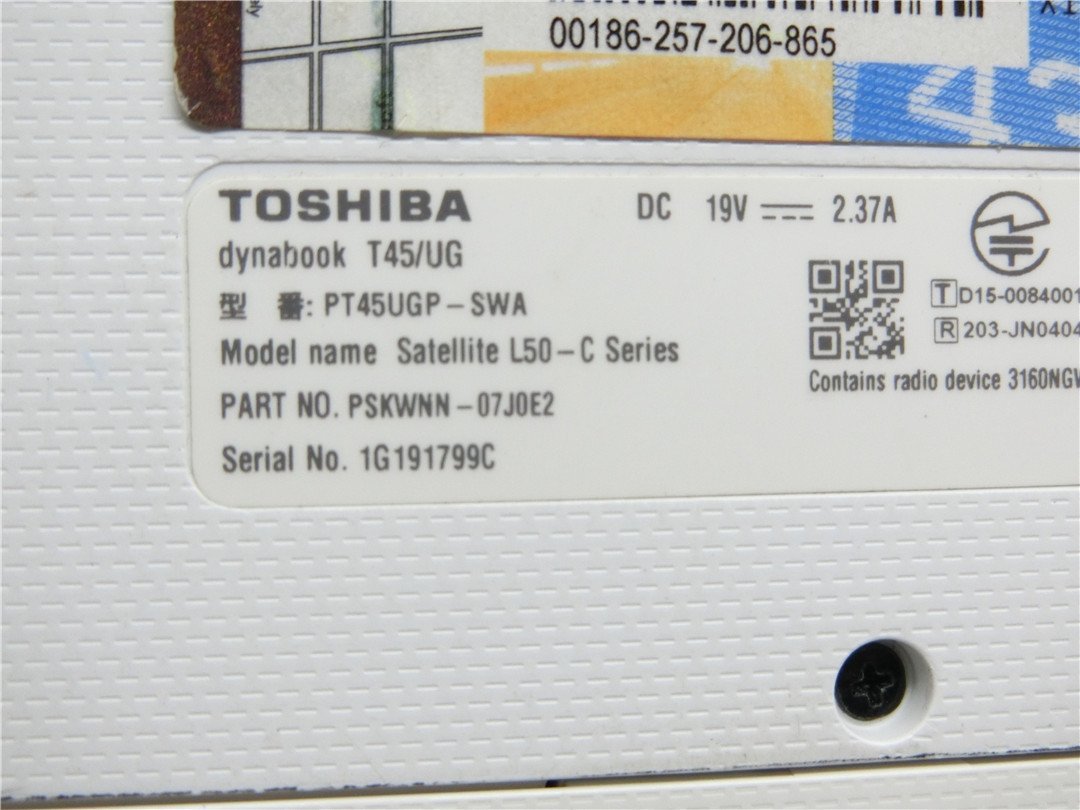 00186-257-206-865
TOSHIBA
DC 19V 2.37A
dynabook T45/UG
型 番: PT45UGP-SWA
Model name Satellite L50-C Series
PART NO. PSKWNN-07J0E2
Serial No. 1G191799C
T D15-0084001
R 203-JN0404
Contains radio device 3160NGW